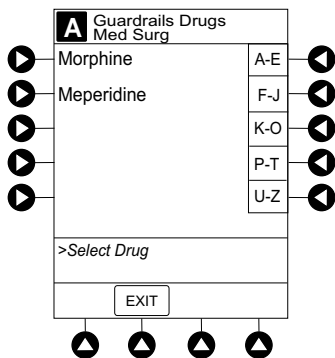 A Guardrails Drugs
Med Surg
Morphine A-E
Meperidine F-J
K-O
P-T
U-Z
>Select Drug
EXIT